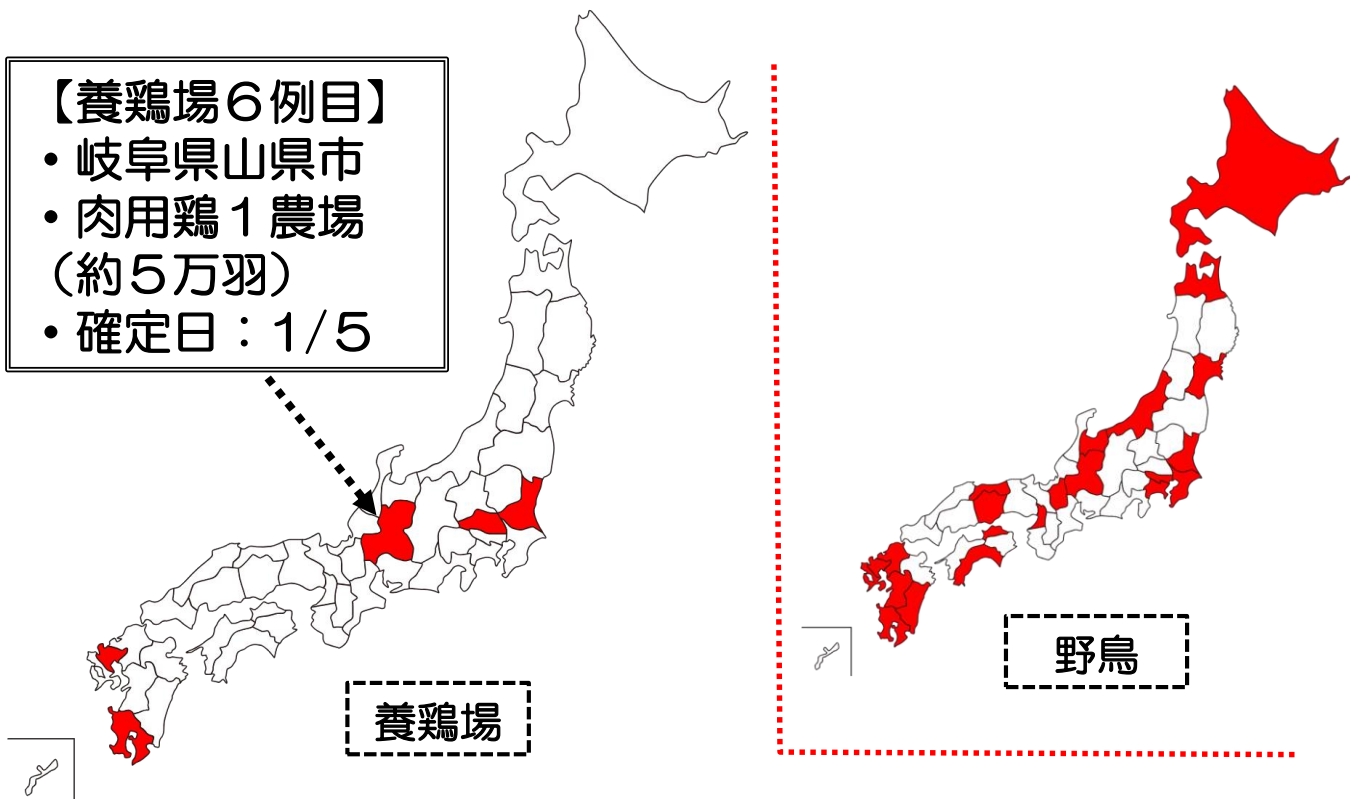 【養鶏場６例目】
・岐阜県山県市
・肉用鶏１農場
（約５万羽）
・確定日：１/５
養鶏場
野鳥